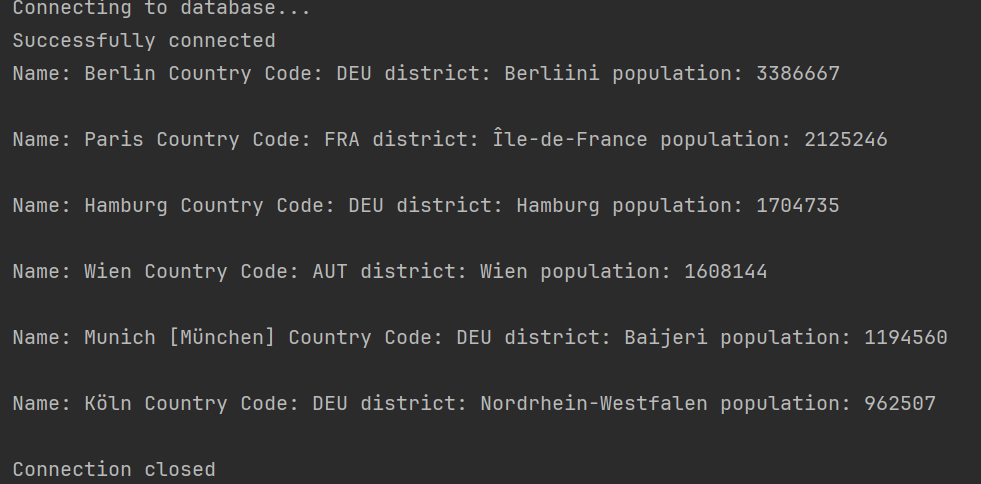 Connecting to database...
Successfully connected
Name: Berlin Country Code: DEU district: Berliini population: 3386667
Name: Paris Country Code: FRA district: Île-de-France population: 2125246
Name: Hamburg Country Code: DEU district: Hamburg population: 1704735
Name: Wien Country Code: AUT district: Wien population: 1608144
Name: Munich [München] Country Code: DEU district: Baijeri population: 1194560
Name: Köln Country Code: DEU district: Nordrhein-Westfalen population: 962507
Connection closed